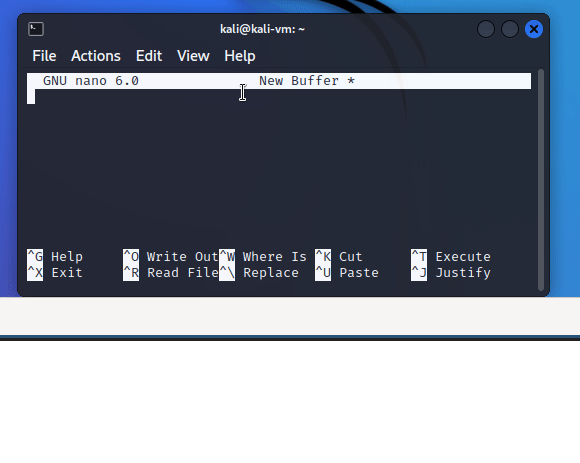 kali@kali-vm: ~
File Actions Edit View Help
GNU nano 6.0 New Buffer *
^G Help ^O Write Out ^W Where Is ^K Cut ^T Execute
^X Exit ^R Read File ^\ Replace ^U Paste ^J Justify